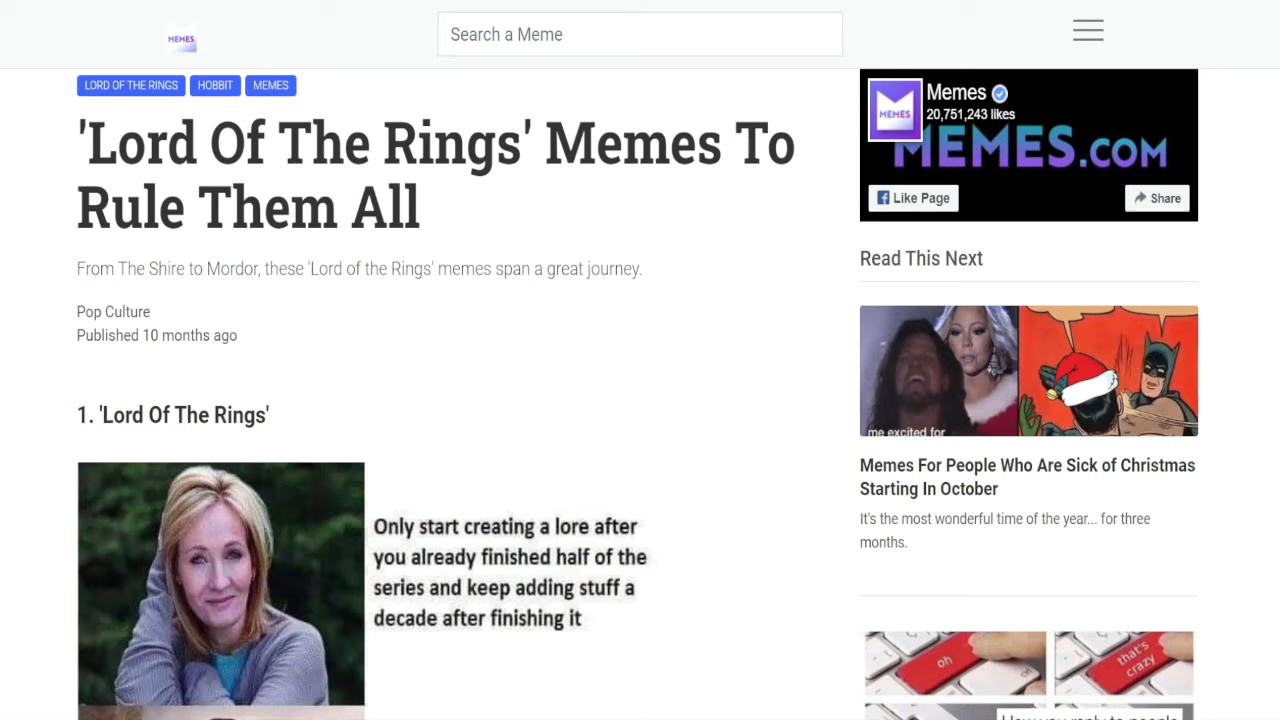 MEMES
Search a Meme
LORD OF THE RINGS
HOBBIT
MEMES
'Lord Of The Rings' Memes To
Rule Them All
From The Shire to Mordor, these 'Lord of the Rings' memes span a great journey.
Pop Culture
Published 10 months ago
1. 'Lord Of The Rings'
Only start creating a lore after
you already finished half of the
series and keep adding stuff a
decade after finishing it
MEMES
Memes
20,751,243 likes
MEMES.COM
Like Page
Share
Read This Next
me excited for
Memes For People Who Are Sick of Christmas
Starting In October
It's the most wonderful time of the year... for three
months.
oh
that's
crazy
How you reply to people